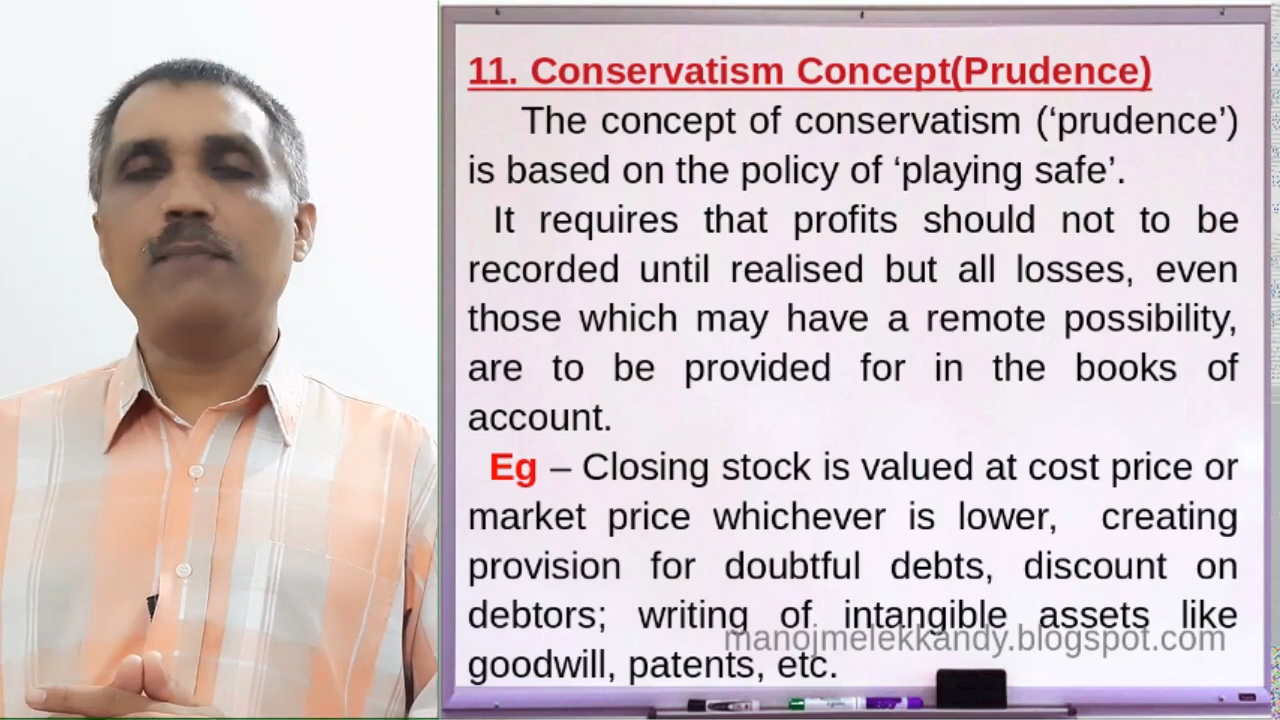 11. Conservatism Concept(Prudence)
The concept of conservatism (‘prudence’)
is based on the policy of ‘playing safe’.
It requires that profits should not to be
recorded until realised but all losses, even
those which may have a remote possibility,
are to be provided for in the books of
account.
Eg – Closing stock is valued at cost price or
market price whichever is lower, creating
provision for doubtful debts, discount on
debtors; writing of intangible assets like
manojmelekkandy.blogspot.com
goodwill, patents, etc.